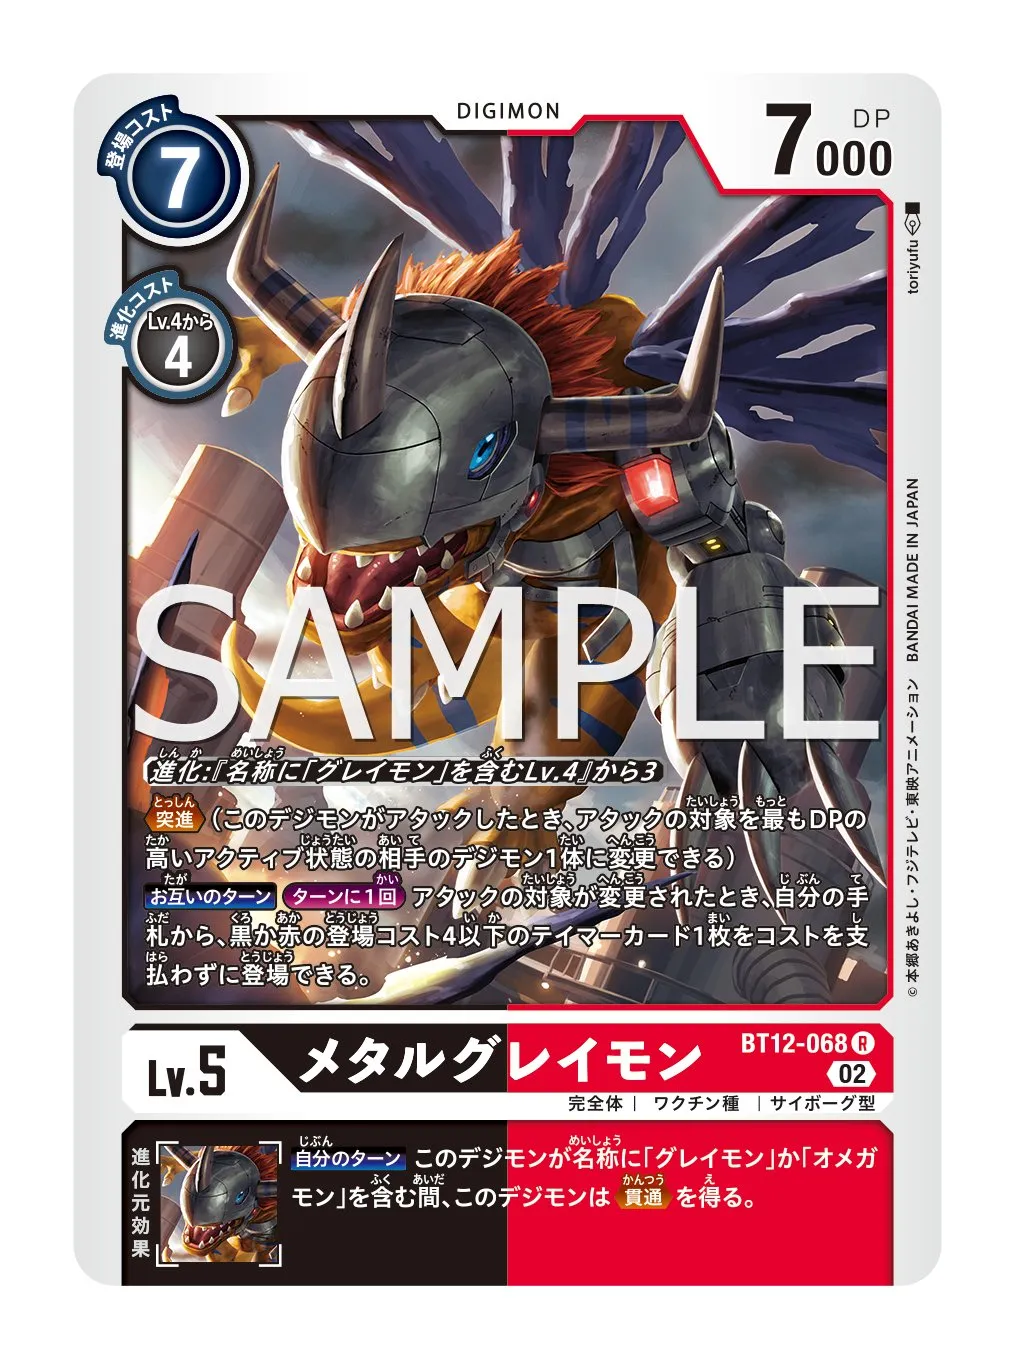 DIGIMON
登場コスト
7
7000
DP
進化コスト
Lv.4から
4
toriyufu
SAMPLE
進化:『名称に「グレイモン」を含むLv.4』から3
突進 (このデジモンがアタックしたとき、アタックの対象を最もDPの
高いアクティブ状態の相手のデジモン1体に変更できる)
お互いのターン ターンに1回 アタックの対象が変更されたとき、自分の手
札から、黒か赤の登場コスト4以下のテイマーカード1枚をコストを支
払わずに登場できる。
© 本郷あきよし・フジテレビ・東映アニメーション BANDAI MADE IN JAPAN
Lv.5
メタルグレイモン
BT12-068 R
02
完全体 | ワクチン種 | サイボーグ型
進化元効果
自分のターン このデジモンが名称に「グレイモン」か「オメガ
モン」を含む間、このデジモンは 貫通 を得る。